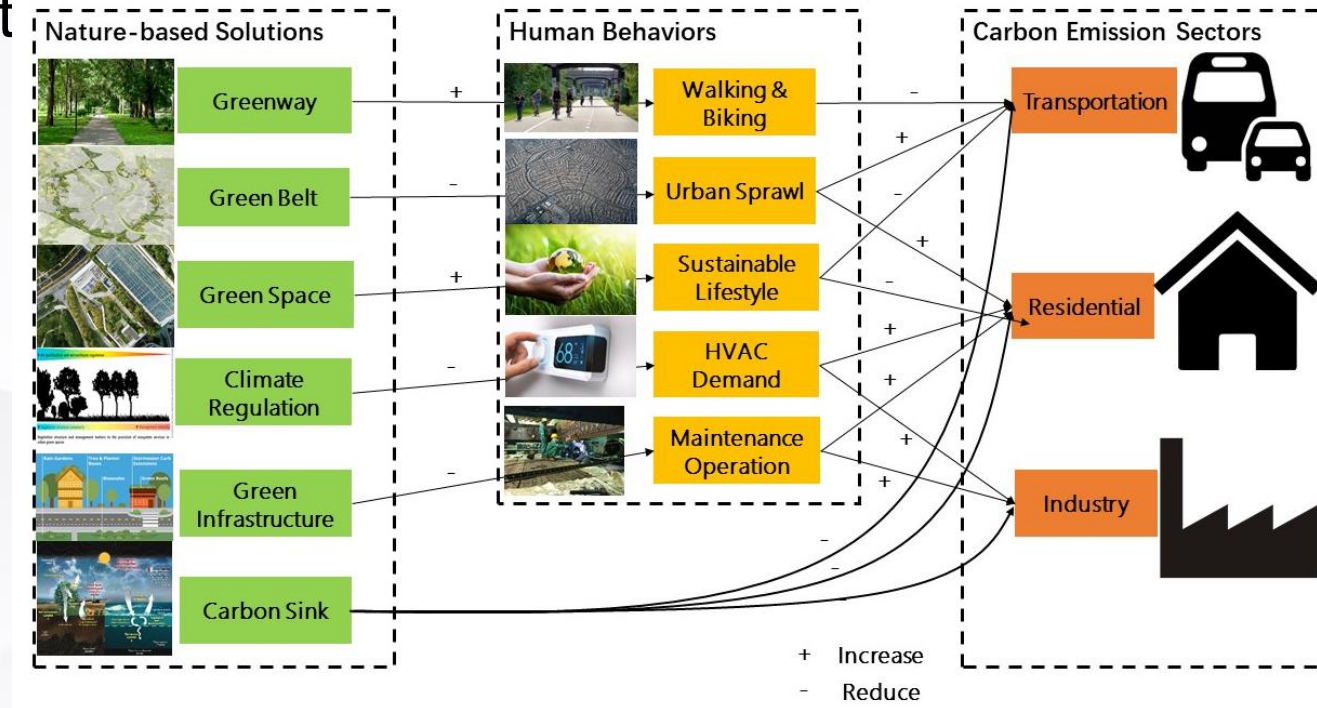 t
Nature-based Solutions
Human Behaviors
Carbon Emission Sectors
Greenway
+
Walking &
Biking
-
Transportation
Green Belt
-
Urban Sprawl
+
-
+
Green Space
+
Sustainable
Lifestyle
-
Residential
Climate
Regulation
-
68
HVAC
Demand
+
+
Green
Infrastructure
-
Maintenance
Operation
+
+
Industry
Carbon Sink
-
-
-
+ Increase
- Reduce